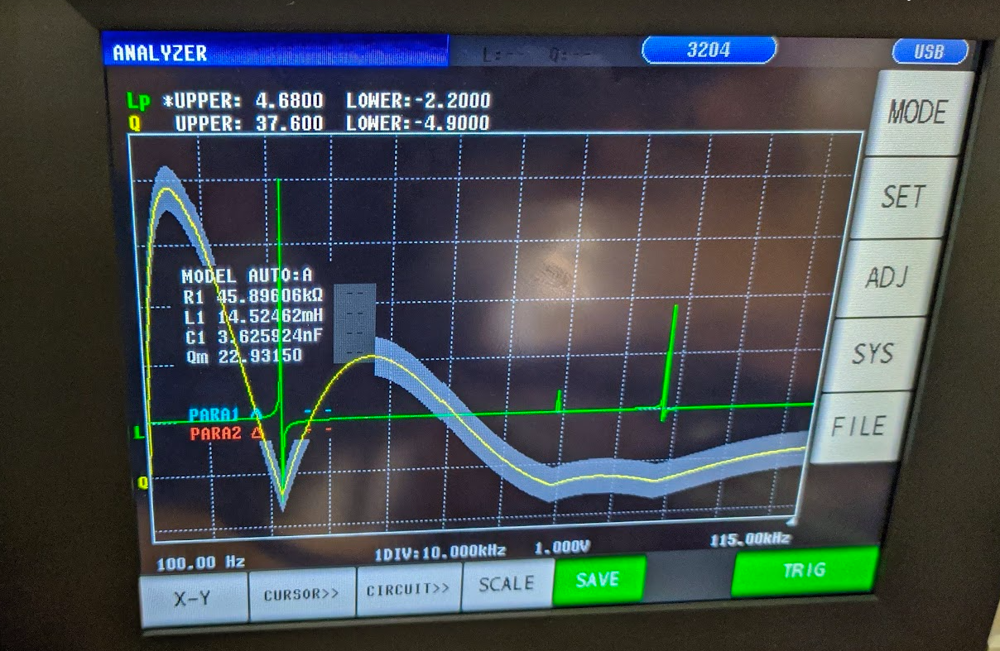 ANALYZER L:-- Q:-- 3204 USB
Lp *UPPER: 4.6800 LOWER:-2.2000
Q UPPER: 37.600 LOWER:-4.9000
MODE
SET
MODEL AUTO:A
R1 45.89606kΩ --
L1 14.52462mH --
C1 3.625924nF --
Qm 22.93150 --
ADJ
SYS
PARA1 △ --
L
PARA2 △ --
FILE
Q
100.00 Hz 1DIV:10.000kHz 1.000V 115.00kHz
X-Y CURSOR>> CIRCUIT>> SCALE SAVE TRIG